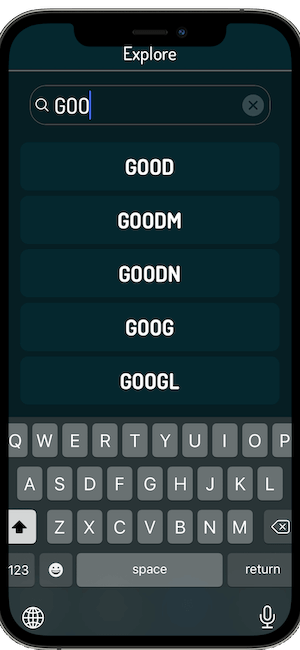 Explore
GOO
GOOD
GOODM
GOODN
GOOG
GOOGL
Q W E R T Y U I O P
A S D F G H J K L
Z X C V B N M
123 space return